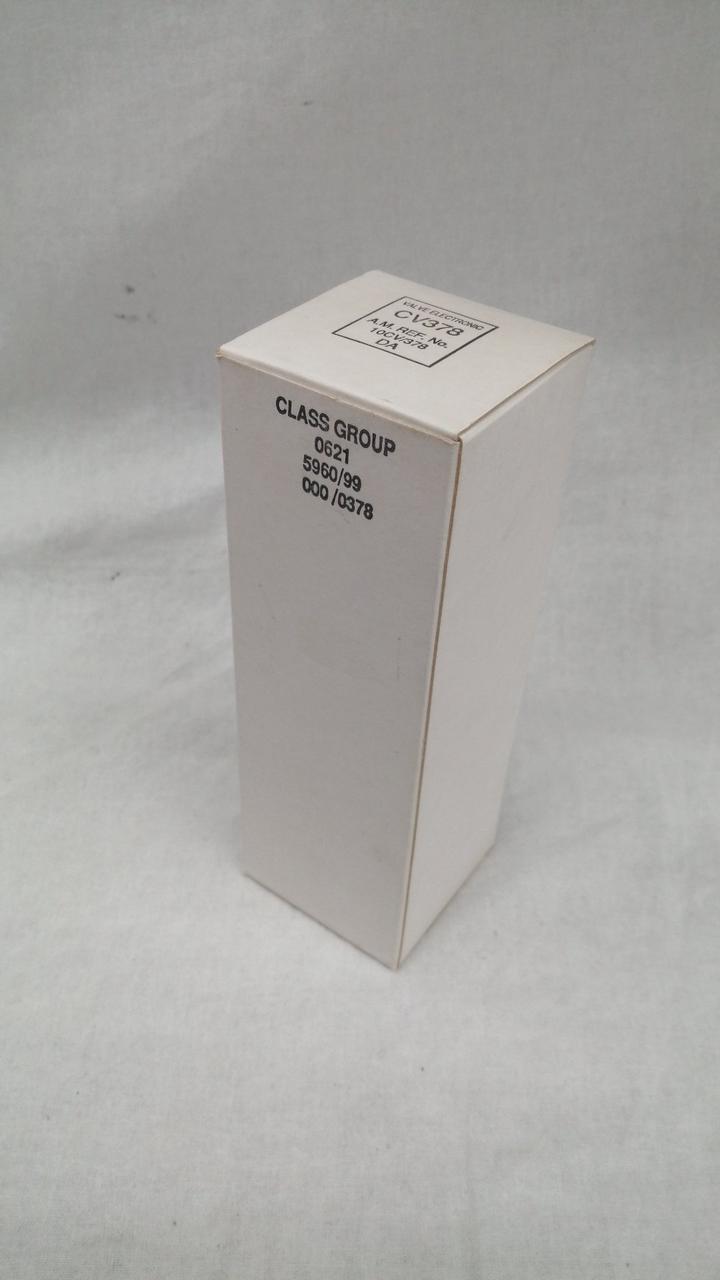 VALVE ELECTRONIC
CV378
A.M. REF. No.
10CV/378
DA
CLASS GROUP
0621
5960/99
000/0378